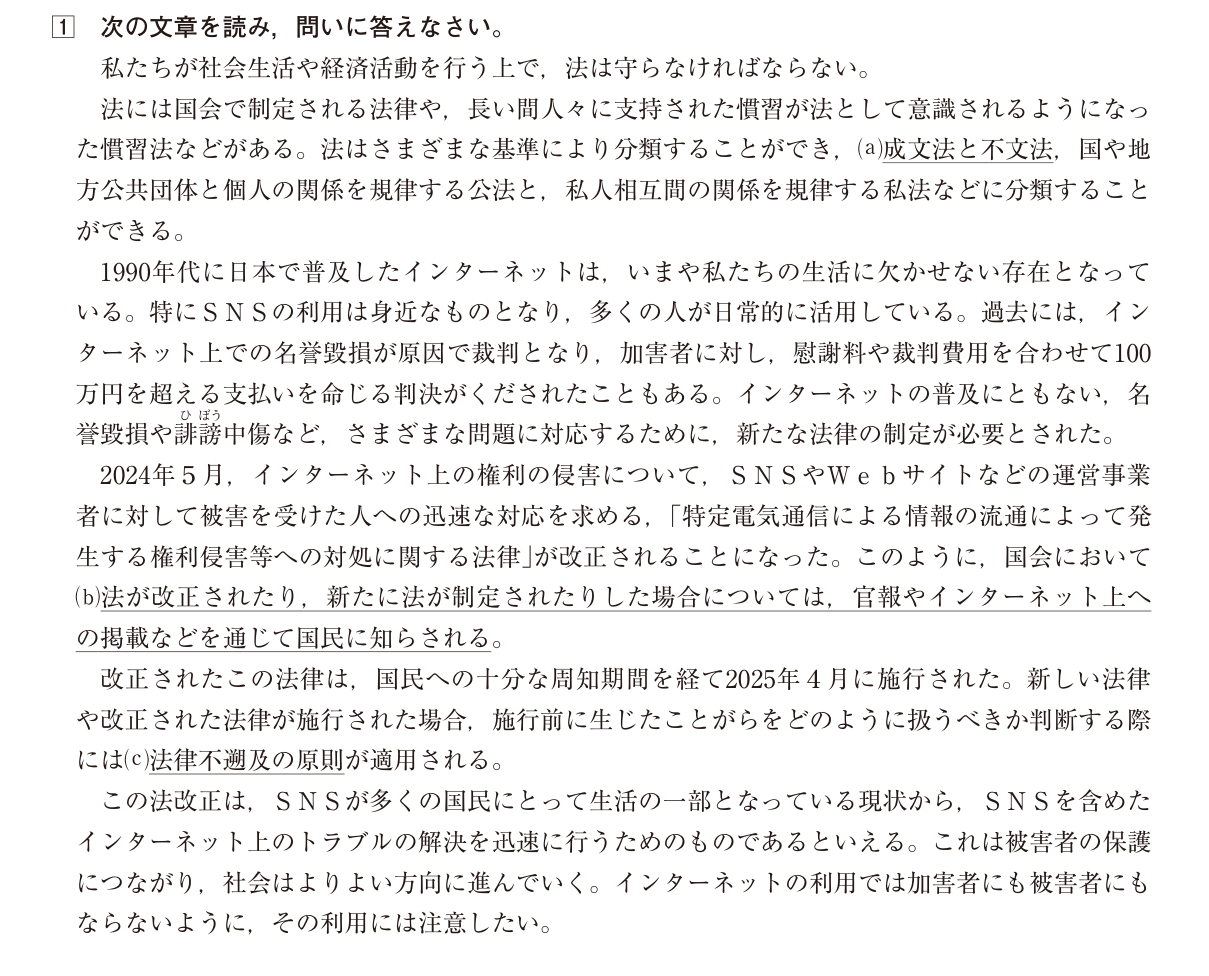 1 次の文章を読み，問いに答えなさい。
私たちが社会生活や経済活動を行う上で，法は守らなければならない。
法には国会で制定される法律や，長い間人々に支持された慣習が法として意識されるようになっ
た慣習法などがある。法はさまざまな基準により分類することができ，(a)成文法と不文法，国や地
方公共団体と個人の関係を規律する公法と，私人相互間の関係を規律する私法などに分類すること
ができる。
1990年代に日本で普及したインターネットは，いまや私たちの生活に欠かせない存在となって
いる。特にＳＮＳの利用は身近なものとなり，多くの人が日常的に活用している。過去には，イン
ターネット上での名誉毀損が原因で裁判となり，加害者に対し，慰謝料や裁判費用を合わせて100
万円を超える支払いを命じる判決がくだされたこともある。インターネットの普及にともない，名
ひ ぼう
誉毀損や誹謗中傷など，さまざまな問題に対応するために，新たな法律の制定が必要とされた。
2024年５月，インターネット上の権利の侵害について，ＳＮＳやＷｅｂサイトなどの運営事業
者に対して被害を受けた人への迅速な対応を求める，「特定電気通信による情報の流通によって発
生する権利侵害等への対処に関する法律」が改正されることになった。このように，国会において
(b)法が改正されたり，新たに法が制定されたりした場合については，官報やインターネット上へ
の掲載などを通じて国民に知らされる。
改正されたこの法律は，国民への十分な周知期間を経て2025年４月に施行された。新しい法律
や改正された法律が施行された場合，施行前に生じたことがらをどのように扱うべきか判断する際
には(c)法律不遡及の原則が適用される。
この法改正は，ＳＮＳが多くの国民にとって生活の一部となっている現状から，ＳＮＳを含めた
インターネット上のトラブルの解決を迅速に行うためのものであるといえる。これは被害者の保護
につながり，社会はよりよい方向に進んでいく。インターネットの利用では加害者にも被害者にも
ならないように，その利用には注意したい。